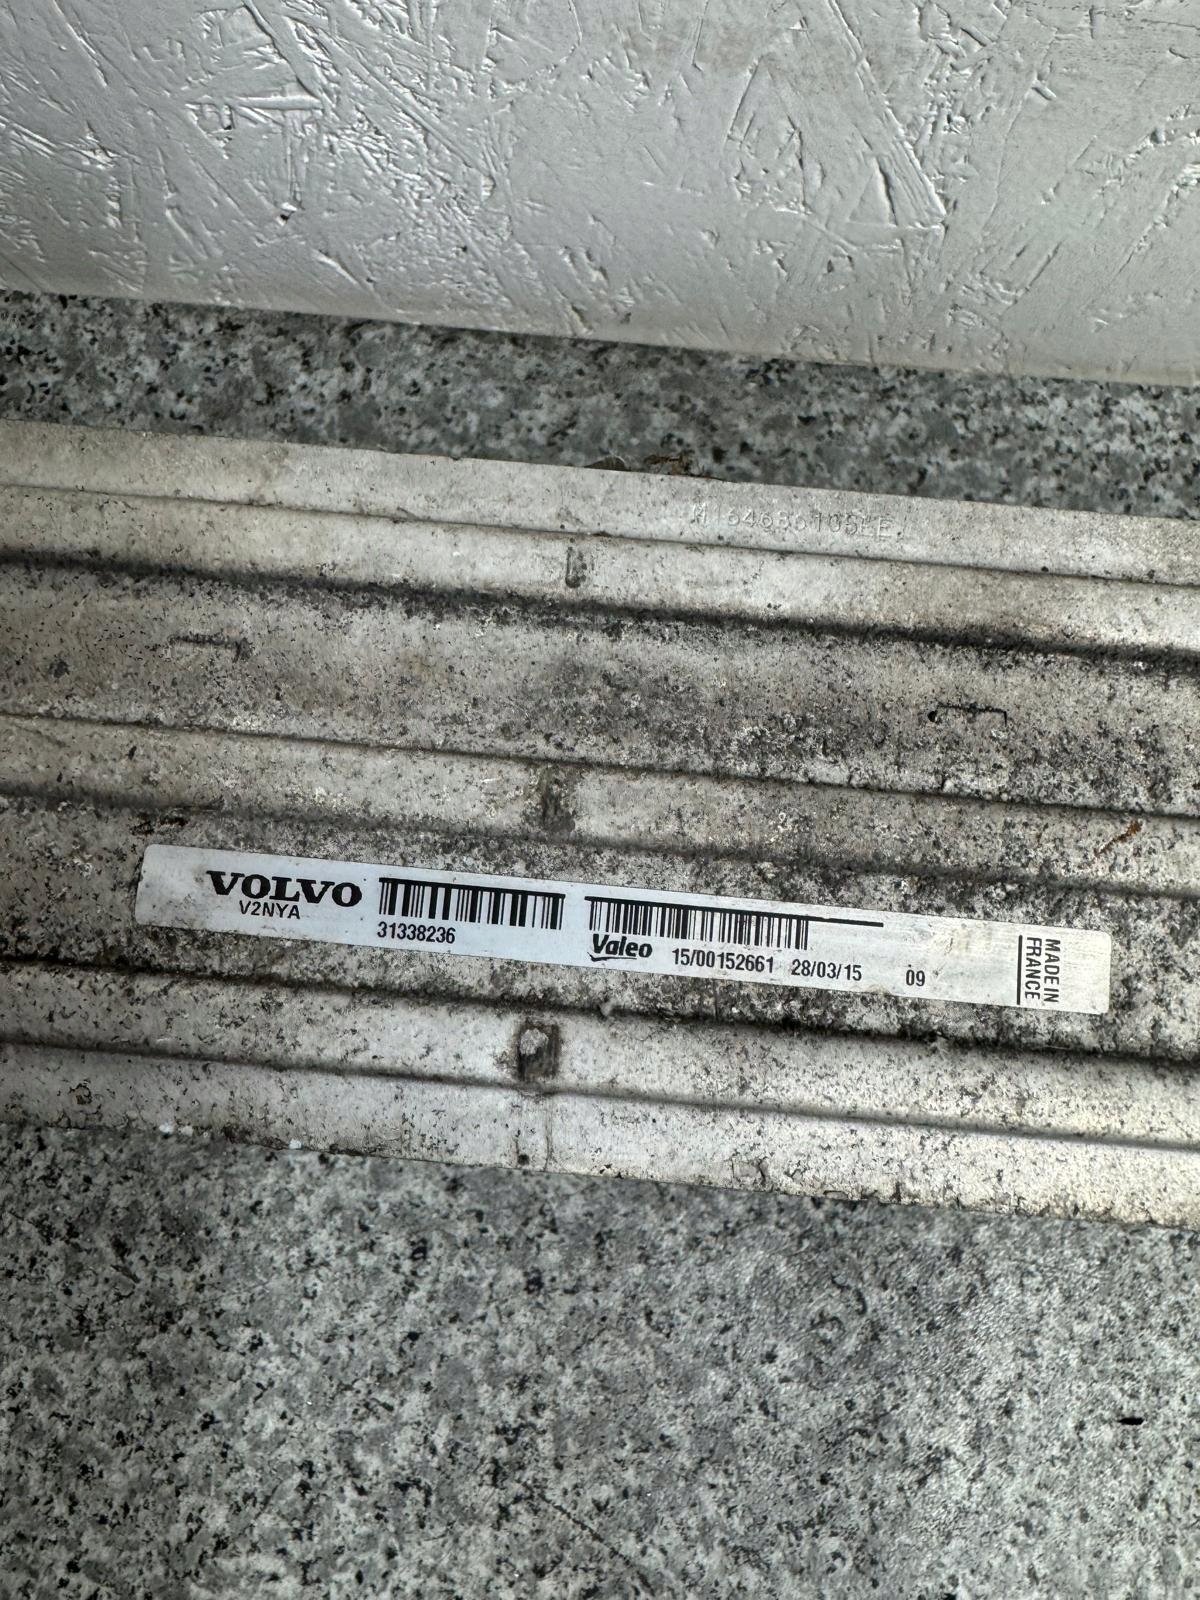 VOLVO
V2NYA
31338236
Valeo 15/00152661 28/03/15 09
MADE IN
FRANCE